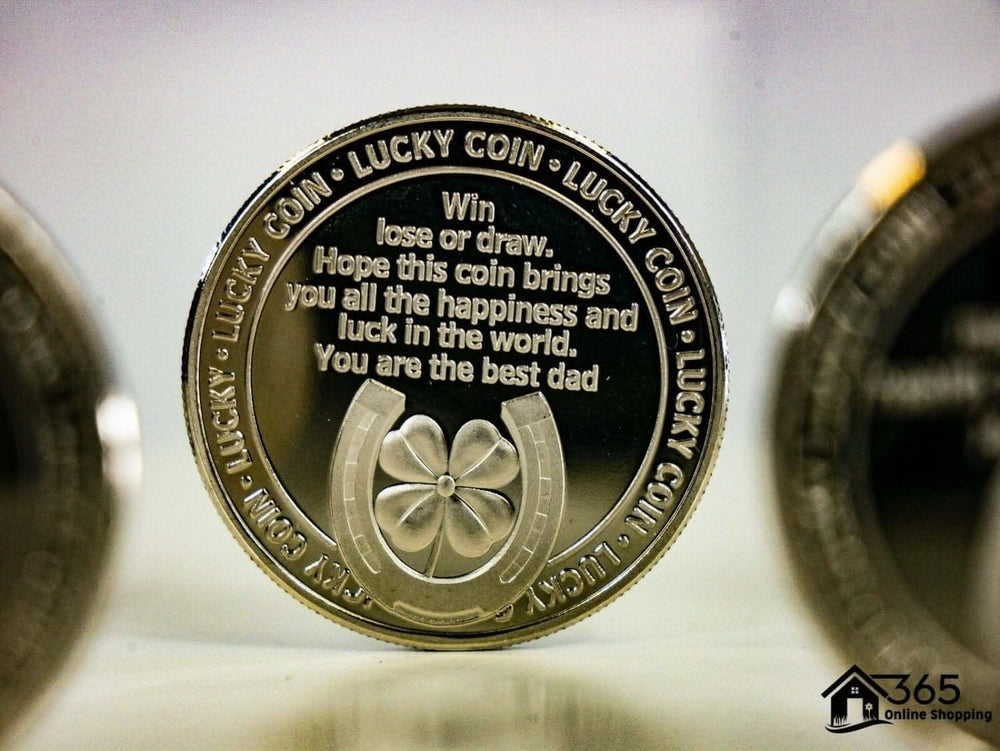 LUCKY COIN • LUCKY COIN • LUCKY COIN • LUCKY COIN • LUCKY COIN • LUCKY
Win
lose or draw.
Hope this coin brings
you all the happiness and
luck in the world.
You are the best dad
365
Online Shopping